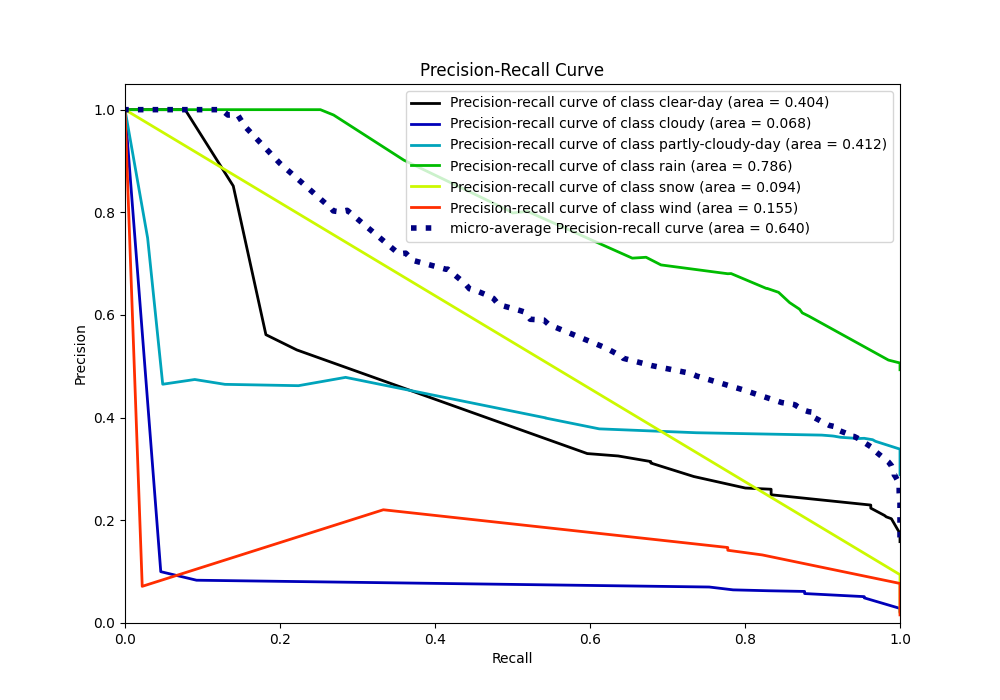 Precision-Recall Curve
Precision-recall curve of class clear-day (area = 0.404)
Precision-recall curve of class cloudy (area = 0.068)
Precision-recall curve of class partly-cloudy-day (area = 0.412)
Precision-recall curve of class rain (area = 0.786)
Precision-recall curve of class snow (area = 0.094)
Precision-recall curve of class wind (area = 0.155)
micro-average Precision-recall curve (area = 0.640)
Precision
1.0
0.8
0.6
0.4
0.2
0.0
0.0 0.2 0.4 0.6 0.8 1.0
Recall